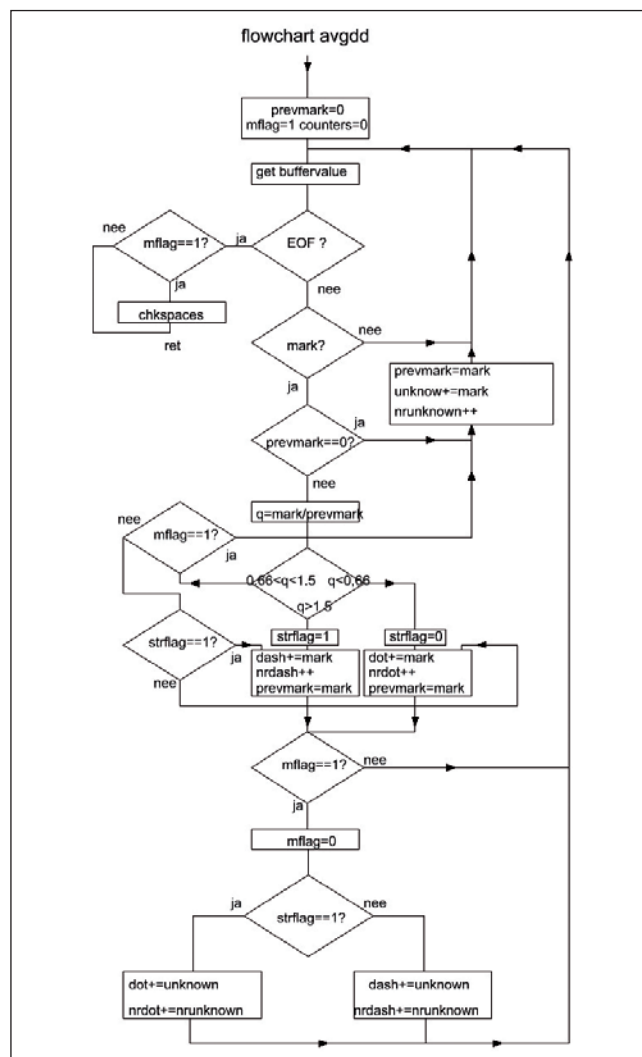 flowchart avgdd
prevmark=0
mflag=1 counters=0
get buffervalue
EOF ?
ja
nee
mflag==1?
nee
ja
chkspaces
ret
mark?
nee
ja
prevmark=mark
unknow+=mark
nrunknown++
prevmark==0?
ja
nee
q=mark/prevmark
mflag==1?
nee
ja
0,66<q<1.5
q<0,66
q>1.5
strflag==1?
ja
nee
strflag=1
dash+=mark
nrdash++
prevmark=mark
strflag=0
dot+=mark
nrdot++
prevmark=mark
mflag==1?
nee
ja
mflag=0
strflag==1?
ja
nee
dot+=unknown
nrdot+=nrunknown
dash+=unknown
nrdash+=nrunknown